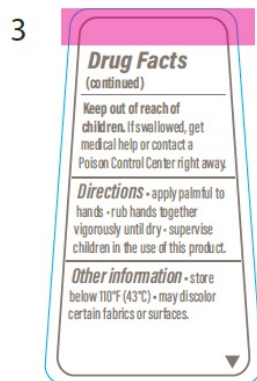 3
Drug Facts
(continued)
Keep out of reach of
children. If swallowed, get
medical help or contact a
Poison Control Center right away.
Directions • apply palmful to
hands • rub hands together
vigorously until dry • supervise
children in the use of this product.
Other information • store
below 110°F (43°C) • may discolor
certain fabrics or surfaces.